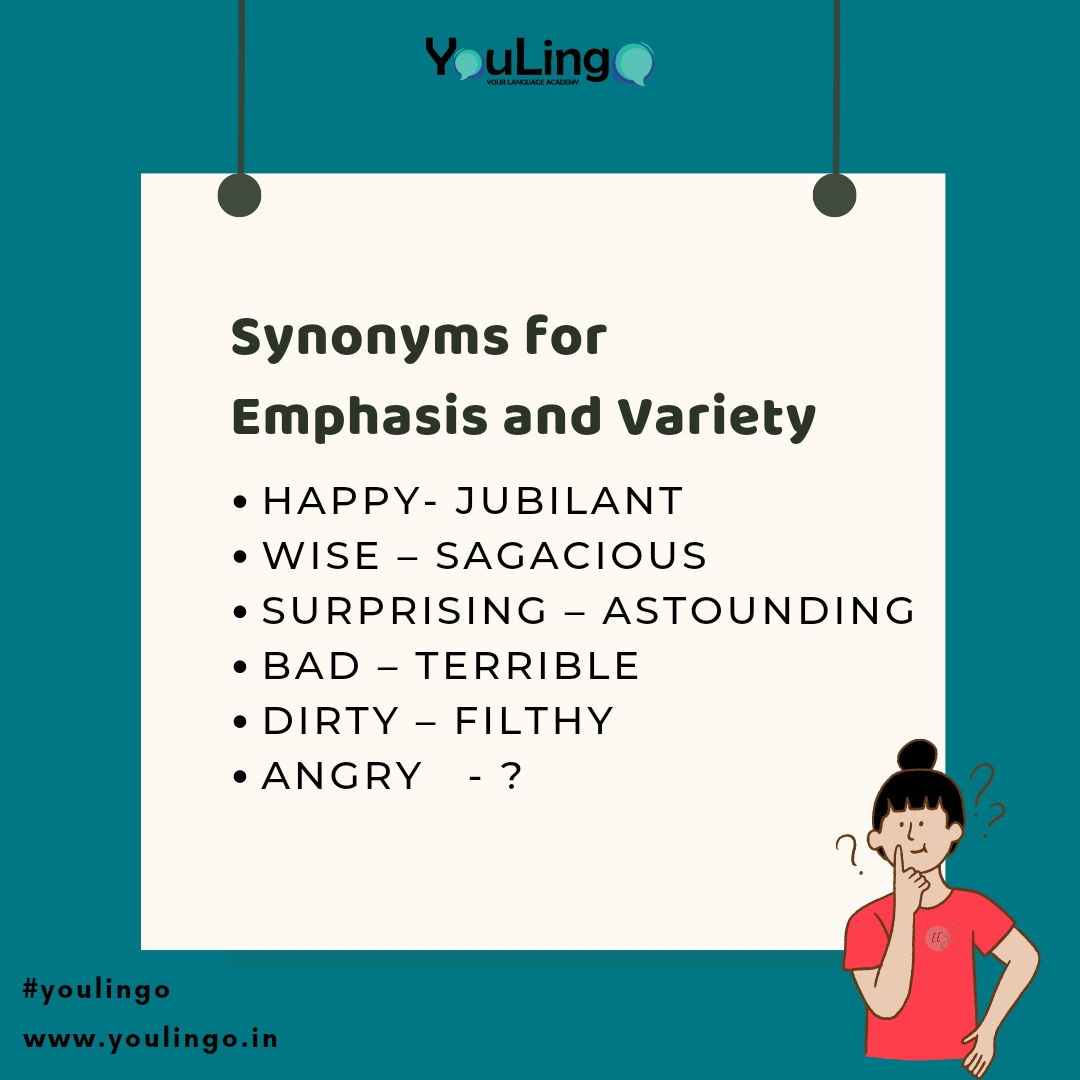 YouLingo
YOUR LANGUAGE ACADEMY
Synonyms for
Emphasis and Variety
• HAPPY- JUBILANT
• WISE – SAGACIOUS
• SURPRISING – ASTOUNDING
• BAD – TERRIBLE
• DIRTY – FILTHY
• ANGRY - ?
? ? ?
#youlingo
www.youlingo.in